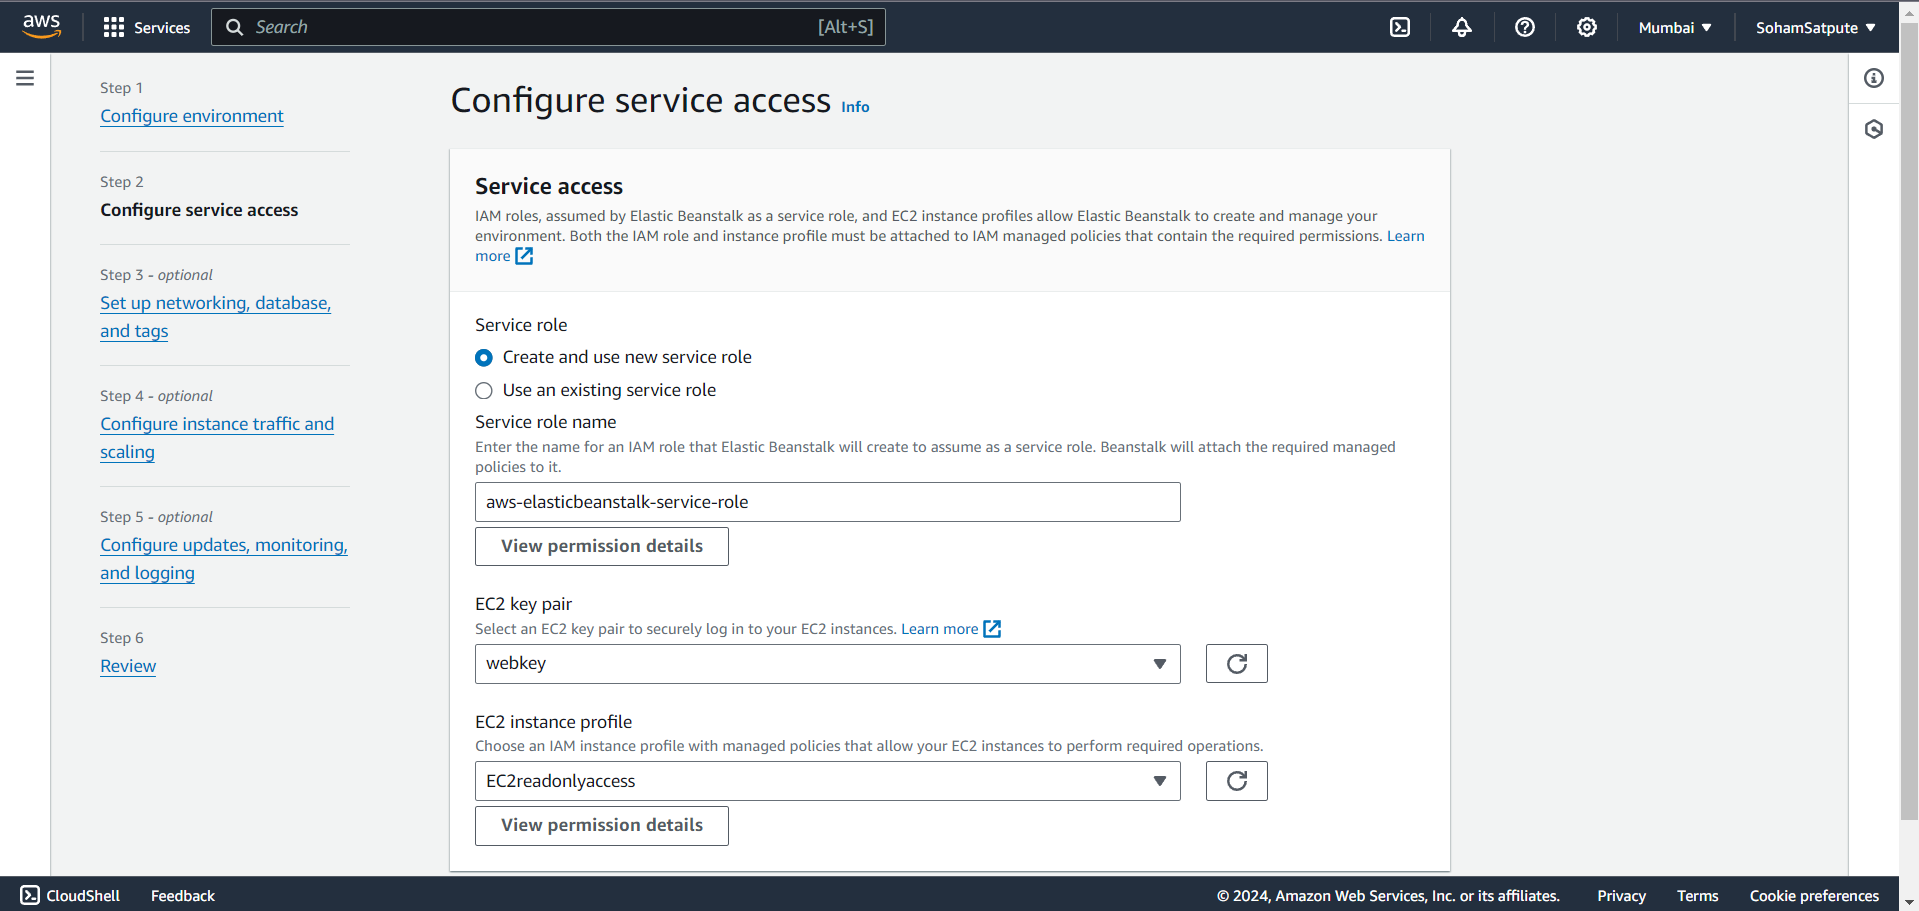 aws
Services
Search
[Alt+S]
Mumbai
SohamSatpute
Step 1
Configure environment
Step 2
Configure service access
Step 3 - optional
Set up networking, database,
and tags
Step 4 - optional
Configure instance traffic and
scaling
Step 5 - optional
Configure updates, monitoring,
and logging
Step 6
Review
Configure service access Info
Service access
IAM roles, assumed by Elastic Beanstalk as a service role, and EC2 instance profiles allow Elastic Beanstalk to create and manage your
environment. Both the IAM role and instance profile must be attached to IAM managed policies that contain the required permissions. Learn
more
Service role
Create and use new service role
Use an existing service role
Service role name
Enter the name for an IAM role that Elastic Beanstalk will create to assume as a service role. Beanstalk will attach the required managed
policies to it.
aws-elasticbeanstalk-service-role
View permission details
EC2 key pair
Select an EC2 key pair to securely log in to your EC2 instances. Learn more
webkey
EC2 instance profile
Choose an IAM instance profile with managed policies that allow your EC2 instances to perform required operations.
EC2readonlyaccess
View permission details
CloudShell
Feedback
© 2024, Amazon Web Services, Inc. or its affiliates.
Privacy
Terms
Cookie preferences